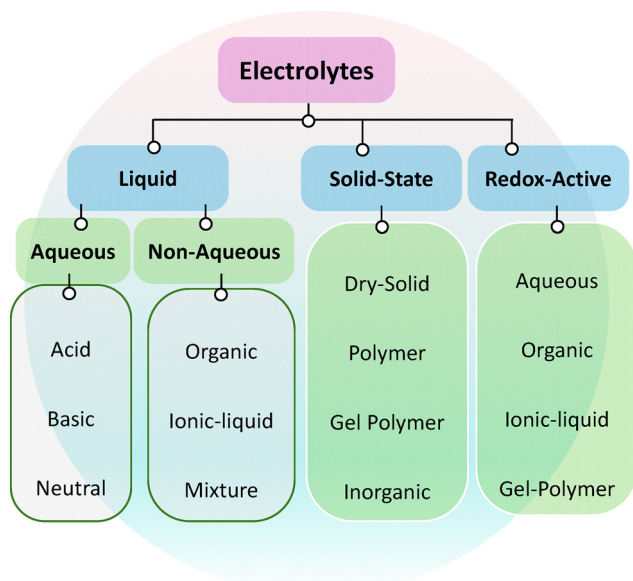 Electrolytes
Liquid
Solid-State
Redox-Active
Aqueous
Non-Aqueous
Acid
Basic
Neutral
Organic
Ionic-liquid
Mixture
Dry-Solid
Polymer
Gel Polymer
Inorganic
Aqueous
Organic
Ionic-liquid
Gel-Polymer